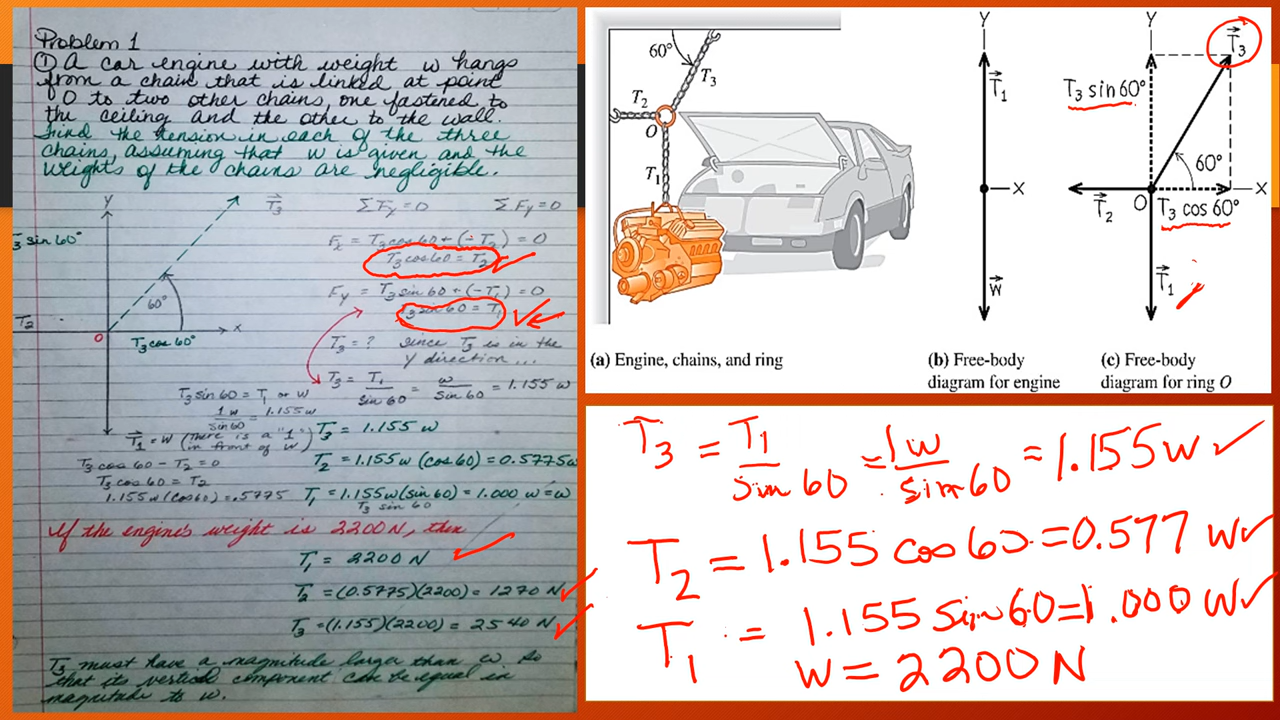 Problem 1
① A car engine with weight w hangs
from a chain that is linked at point
O to two other chains, one fastened to
the ceiling and the other to the wall.
Find the tension in each of the three
chains, assuming that w is given and the
weights of the chains are negligible.
y
T⃗3
ΣFy=0 ΣFy=0
3 sin 60°
Fx = T3 cos 60 + (-T2) = 0
T3 cos 60 = T2
Fy = T3 sin 60 + (-T1) = 0
T3 sin 60 = T1
60°
T2
O
x
T3 cos 60°
T3 = ? Since T3 is in the
y direction...
T3 = T1/sin 60 = w/sin 60 = 1.155 w
T3 sin 60 = T1 or w
1w/sin 60 = 1.155 w
T⃗1 = w (there is a "1"
in front of w)
T3 = 1.155 w
T3 cos 60 - T2 = 0
T3 cos 60 = T2
1.155 w (cos 60) = .5775
T2 = 1.155 w (cos 60) = 0.5775w
T1 = 1.155w (sin 60) = 1.000 w = w
T3 sin 60
If the engine's weight is 2200 N, then
T1 = 2200 N
T2 = (0.5775)(2200) = 1270 N
T3 = (1.155)(2200) = 2540 N
T3 must have a magnitude larger than w so
that its vertical component can be equal in
magnitude to w.
60°
T3
T2
O
T1
(a) Engine, chains, and ring
Y
T⃗1
X
w⃗
(b) Free-body
diagram for engine
Y
T⃗3
T3 sin 60°
60°
T⃗2
O
X
T3 cos 60°
T⃗1
(c) Free-body
diagram for ring O
T3 = T1/sin 60 = 1w/sin 60 = 1.155w ✓
T2 = 1.155 cos 60 = 0.577 w ✓
T1 = 1.155 sin 60 = 1.000 w ✓
w = 2200 N